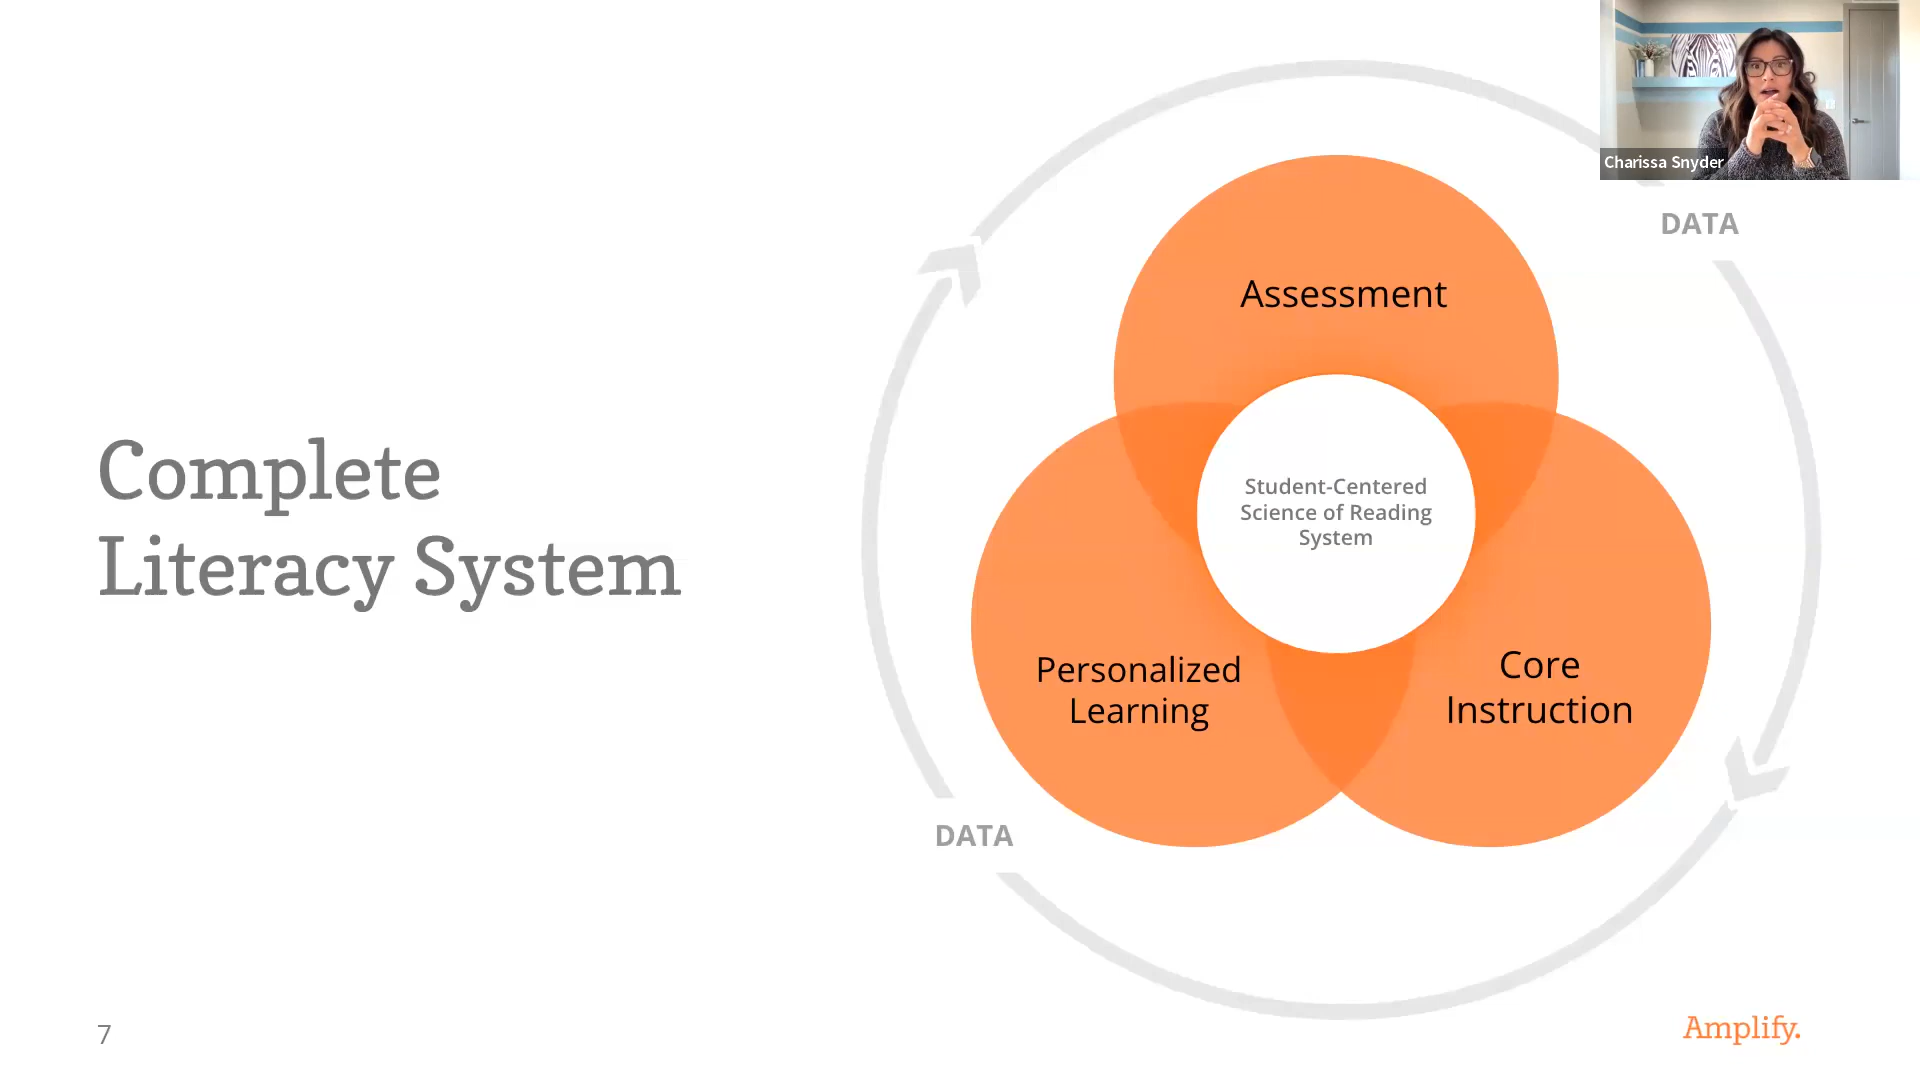 Charissa Snyder
DATA
Assessment
Student-Centered
Science of Reading
System
Complete
Literacy System
Personalized
Learning
Core
Instruction
DATA
7
Amplify.